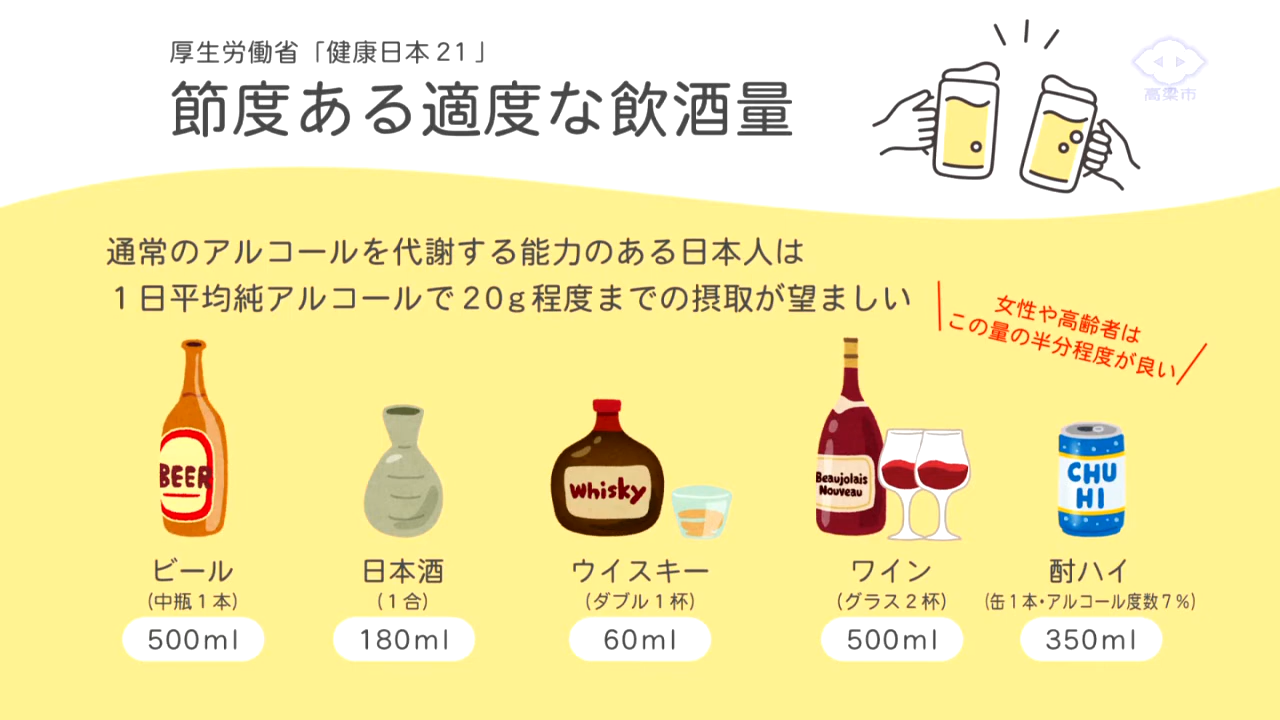 厚生労働省「健康日本21」
節度ある適度な飲酒量
高梁市
通常のアルコールを代謝する能力のある日本人は
1日平均純アルコールで20g程度までの摂取が望ましい
女性や高齢者は
この量の半分程度が良い
BEER
Whisky
Beaujolais
Nouveau
CHU
HI
ビール
(中瓶1本)
500ml
日本酒
(1合)
180ml
ウイスキー
(ダブル1杯)
60ml
ワイン
(グラス2杯)
500ml
酎ハイ
(缶1本・アルコール度数7%)
350ml